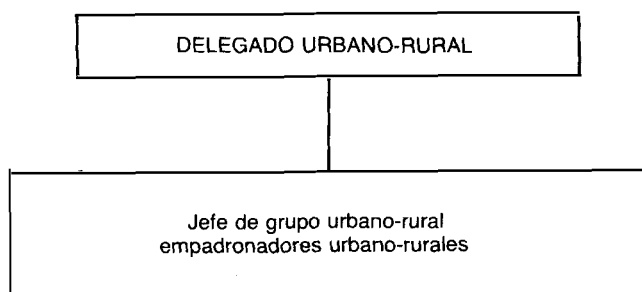 DELEGADO URBANO-RURAL
Jefe de grupo urbano-rural
empadronadores urbano-rurales